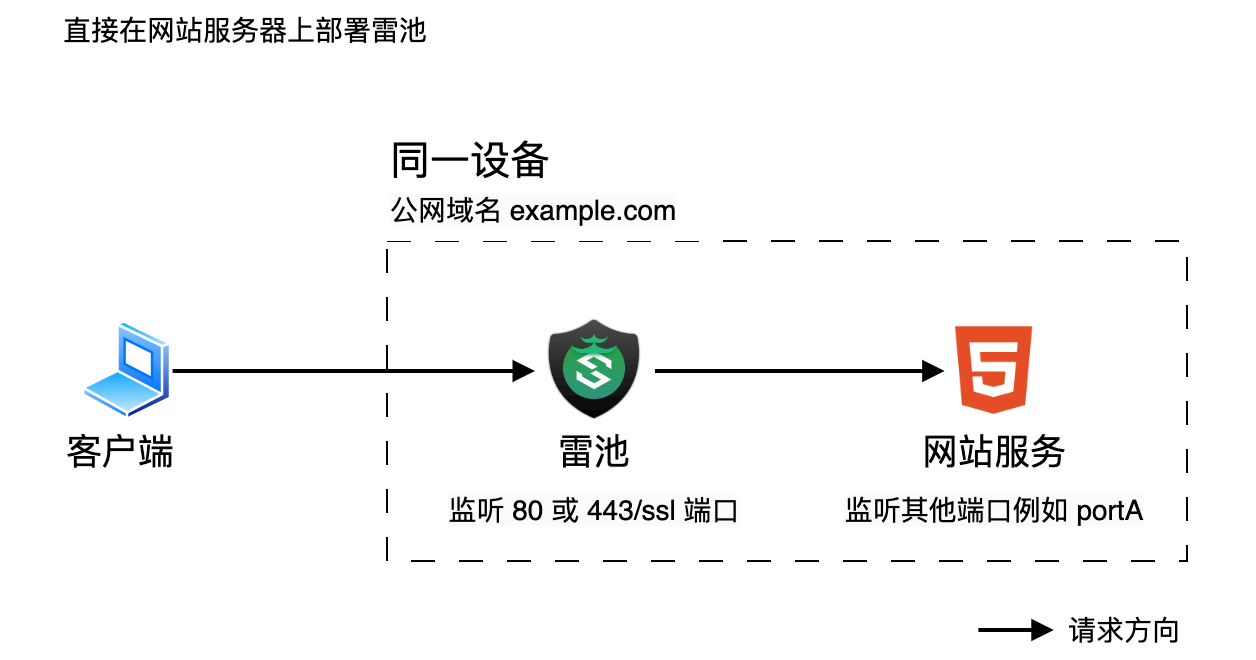 直接在网站服务器上部署雷池
同一设备
公网域名 example.com
客户端
雷池
网站服务
监听 80 或 443/ssl 端口
监听其他端口例如 portA
请求方向